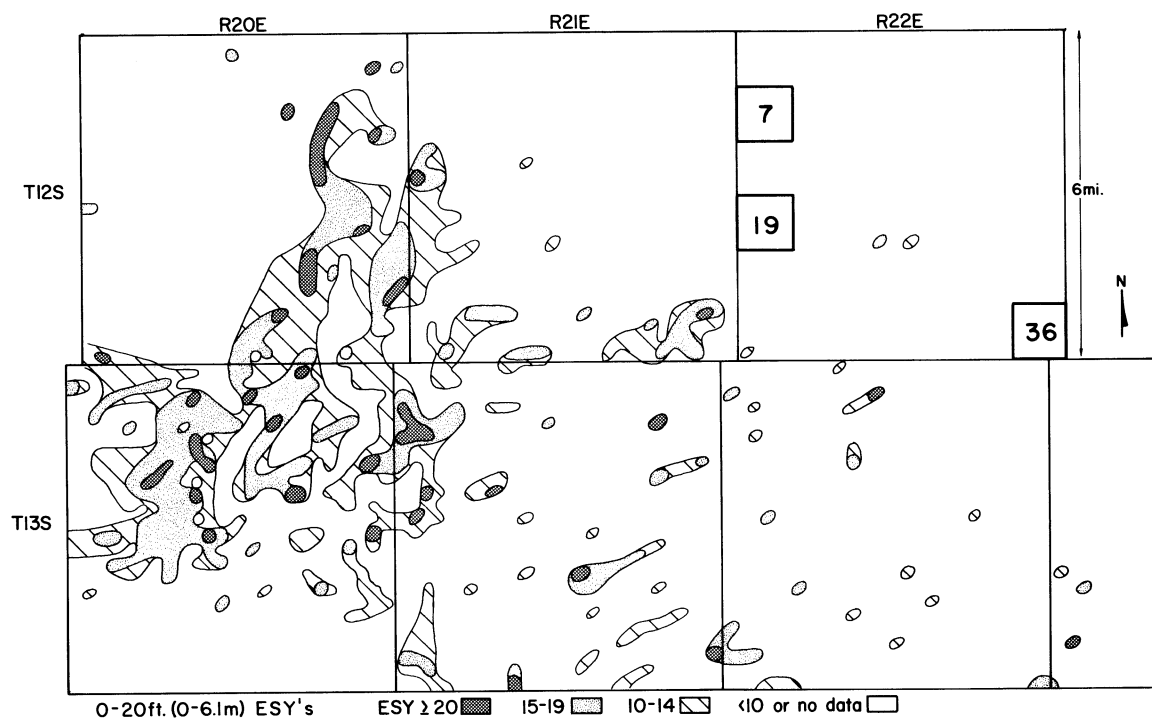 R20E R21E R22E
7
T12S 6mi.
19
N
36
T13S
0-20ft. (0-6.1m) ESY's ESY ≥ 20 15-19 10-14 <10 or no data